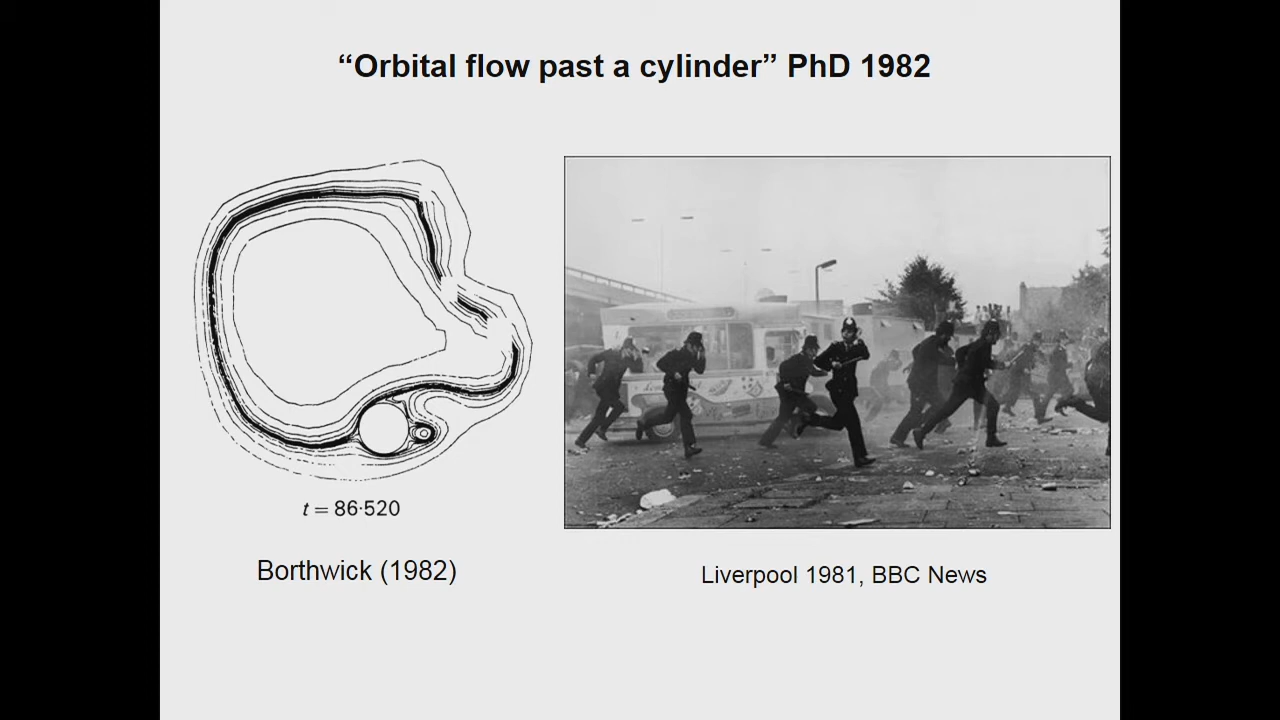 “Orbital flow past a cylinder” PhD 1982
t = 86·520
Borthwick (1982)
Liverpool 1981, BBC News